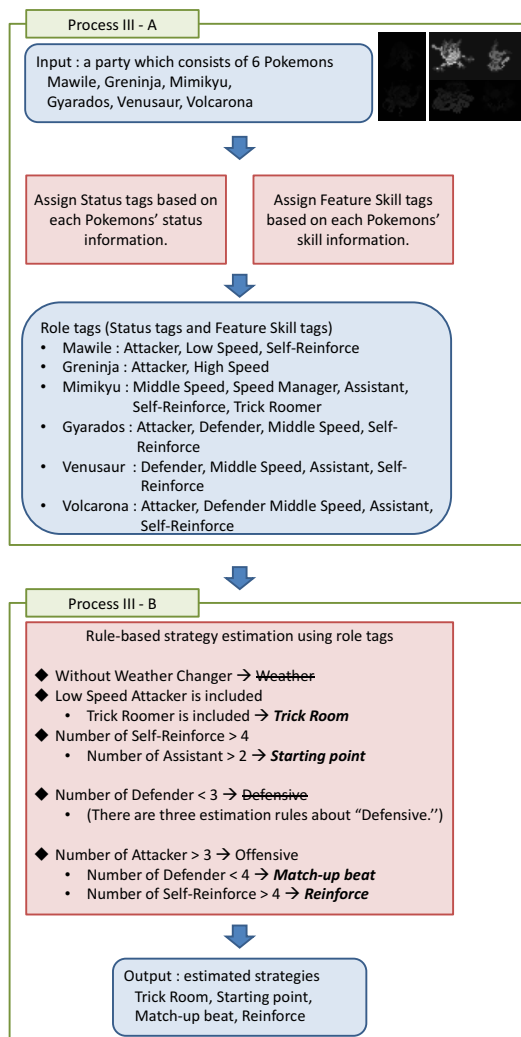 Process III - A
Input : a party which consists of 6 Pokemons
Mawile, Greninja, Mimikyu,
Gyarados, Venusaur, Volcarona
Assign Status tags based on
each Pokemons' status
information.
Assign Feature Skill tags
based on each Pokemons'
skill information.
Role tags (Status tags and Feature Skill tags)
• Mawile : Attacker, Low Speed, Self-Reinforce
• Greninja : Attacker, High Speed
• Mimikyu : Middle Speed, Speed Manager, Assistant,
Self-Reinforce, Trick Roomer
• Gyarados : Attacker, Defender, Middle Speed, Self-
Reinforce
• Venusaur : Defender, Middle Speed, Assistant, Self-
Reinforce
• Volcarona : Attacker, Defender Middle Speed, Assistant,
Self-Reinforce
Process III - B
Rule-based strategy estimation using role tags
◆ Without Weather Changer → Weather
◆ Low Speed Attacker is included
• Trick Roomer is included → Trick Room
◆ Number of Self-Reinforce > 4
• Number of Assistant > 2 → Starting point
◆ Number of Defender < 3 → Defensive
• (There are three estimation rules about "Defensive.'')
◆ Number of Attacker > 3 → Offensive
• Number of Defender < 4 → Match-up beat
• Number of Self-Reinforce > 4 → Reinforce
Output : estimated strategies
Trick Room, Starting point,
Match-up beat, Reinforce